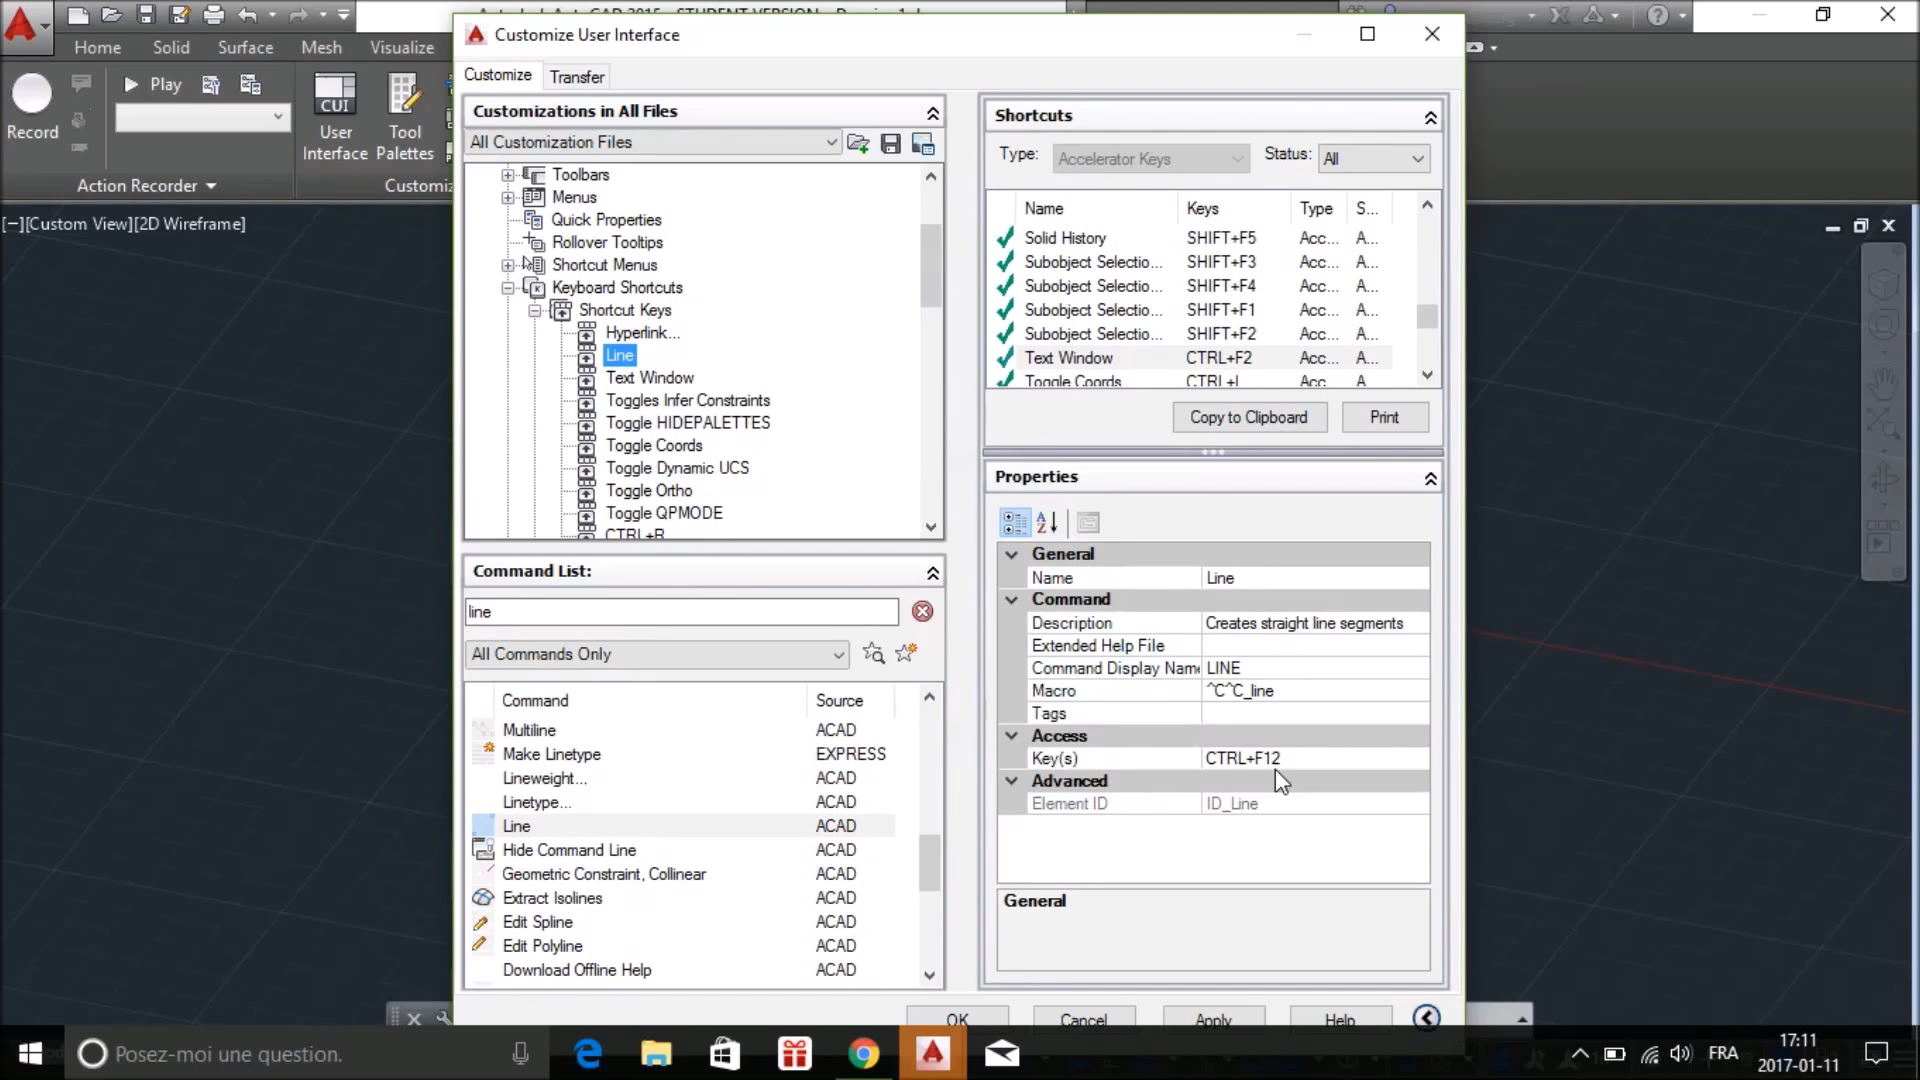 Customize User Interface
Home
Solid
Surface
Mesh
Visualize
Record
Play
CUI
User
Interface
Tool
Palettes
Action Recorder
[−][Custom View][2D Wireframe]
Customize
Transfer
Customizations in All Files
All Customization Files
Toolbars
Menus
Quick Properties
Rollover Tooltips
Shortcut Menus
Keyboard Shortcuts
Shortcut Keys
Hyperlink...
Line
Text Window
Toggles Infer Constraints
Toggle HIDEPALETTES
Toggle Coords
Toggle Dynamic UCS
Toggle Ortho
Toggle QPMODE
CTRL+R
Command List:
line
All Commands Only
Command Source
Multiline ACAD
Make Linetype EXPRESS
Lineweight... ACAD
Linetype... ACAD
Line ACAD
Hide Command Line ACAD
Geometric Constraint, Collinear ACAD
Extract Isolines ACAD
Edit Spline ACAD
Edit Polyline ACAD
Download Offline Help ACAD
Shortcuts
Type: Accelerator Keys Status: All
Name Keys Type S...
Solid History SHIFT+F5 Acc... A...
Subobject Selectio... SHIFT+F3 Acc... A...
Subobject Selectio... SHIFT+F4 Acc... A...
Subobject Selectio... SHIFT+F1 Acc... A...
Subobject Selectio... SHIFT+F2 Acc... A...
Text Window CTRL+F2 Acc... A...
Toggle Coords CTRL+I Acc A
Copy to Clipboard Print
Properties
General
Name Line
Command
Description Creates straight line segments
Extended Help File
Command Display Name LINE
Macro ^C^C_line
Tags
Access
Key(s) CTRL+F12
Advanced
Element ID ID_Line
General
OK Cancel Apply Help
Posez-moi une question.
FRA
17:11
2017-01-11